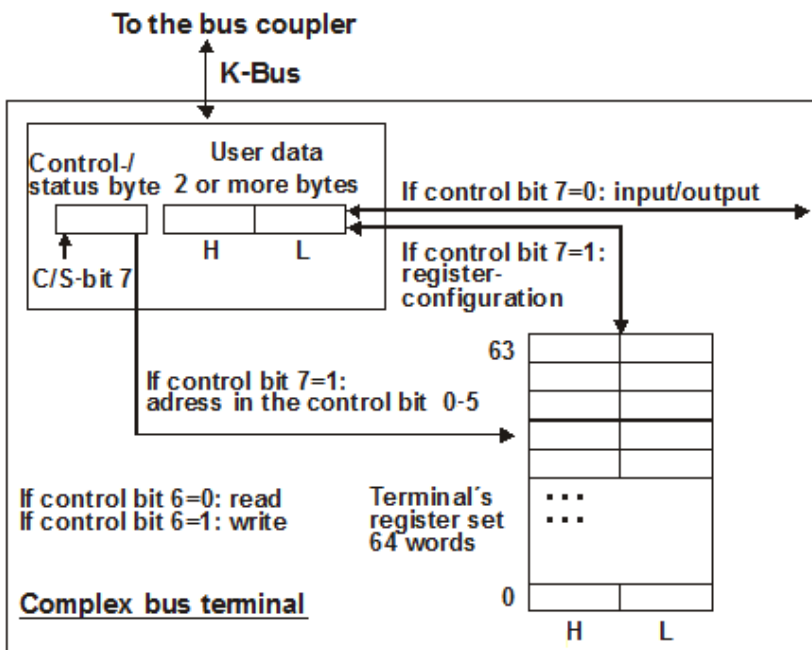 To the bus coupler
K-Bus
Control-/
status byte
User data
2 or more bytes
H
L
C/S-bit 7
If control bit 7=0: input/output
If control bit 7=1:
register-
configuration
63
If control bit 7=1:
adress in the control bit 0-5
If control bit 6=0: read
If control bit 6=1: write
Terminal´s
register set
64 words
...
...
0
Complex bus terminal
H
L